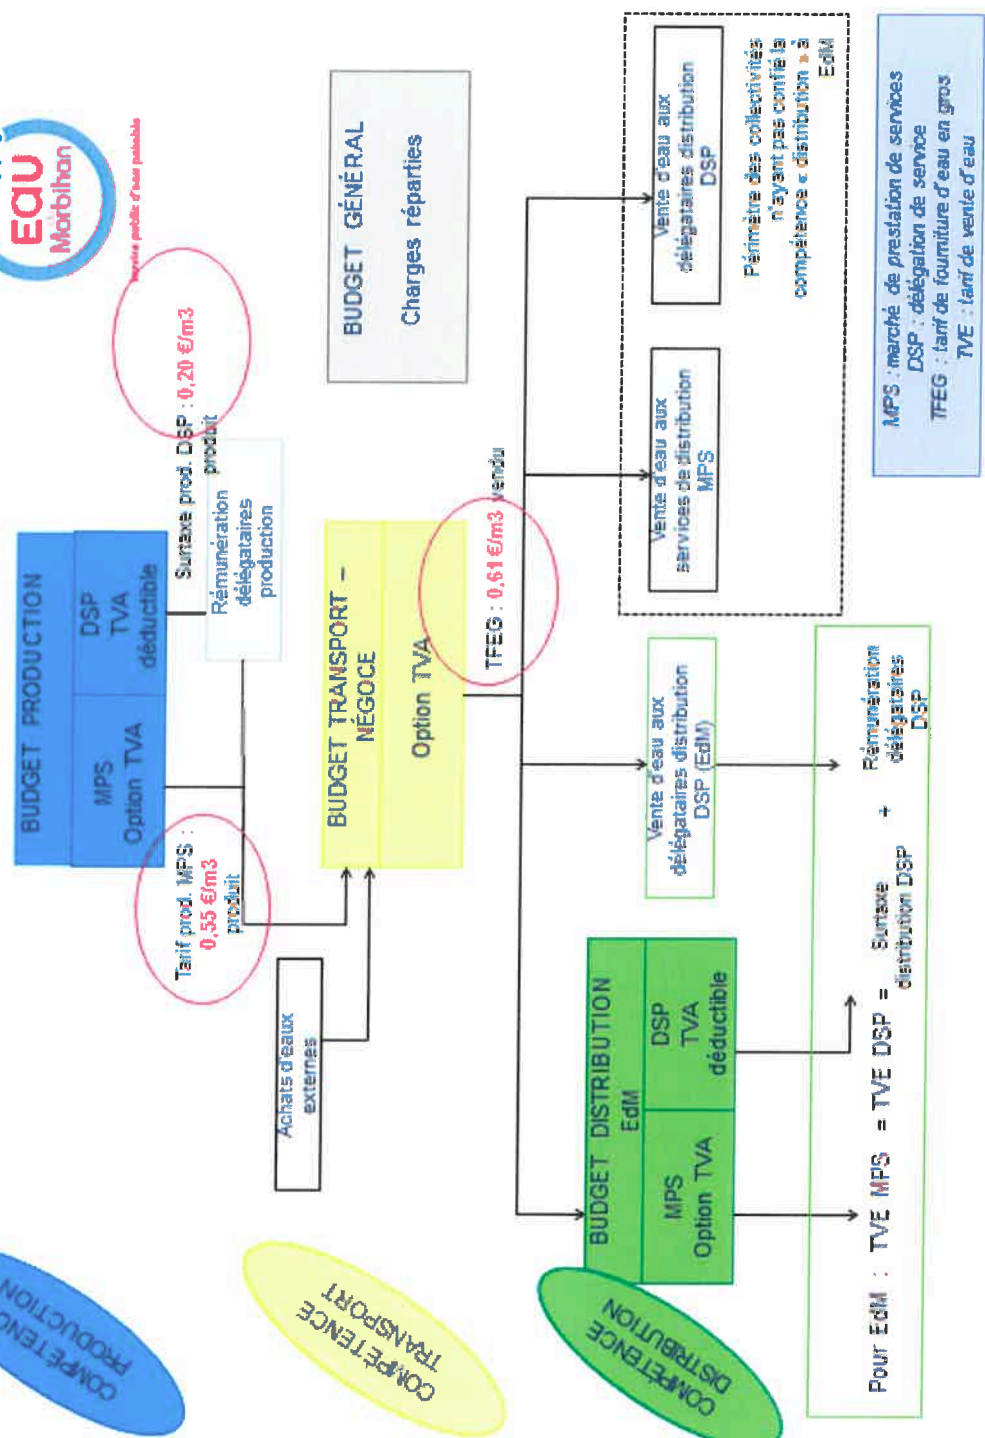 Eau
Morbihan
Service public d'eau potable
COMPÉTENCE
PRODUCTION
BUDGET PRODUCTION
MPS
Option TVA
DSP
TVA
déductible
Tarif prod. MPS :
0,55 €/m3
produit
Surtaxe prod. DSP : 0,20 €/m3
produit
Rémunération
délégataires
production
Achats d'eaux
externes
COMPÉTENCE
TRANSPORT
BUDGET TRANSPORT –
NÉGOCE
Option TVA
BUDGET GÉNÉRAL
Charges réparties
TFEG : 0,61 €/m3 vendu
COMPÉTENCE
DISTRIBUTION
BUDGET DISTRIBUTION
EdM
MPS
Option TVA
DSP
TVA
déductible
Vente d'eau aux
délégataires distribution
DSP (EdM)
Vente d'eau aux
services de distribution
MPS
Vente d'eau aux
délégataires distribution
DSP
Périmètre des collectivités
n'ayant pas confié la
compétence « distribution » à
EdM
Pour EdM : TVE MPS = TVE DSP = Surtaxe
distribution DSP
+
Rémunération
délégataires
DSP
MPS : marché de prestation de services
DSP : délégation de service
TFEG : tarif de fourniture d'eau en gros
TVE : tarif de vente d'eau